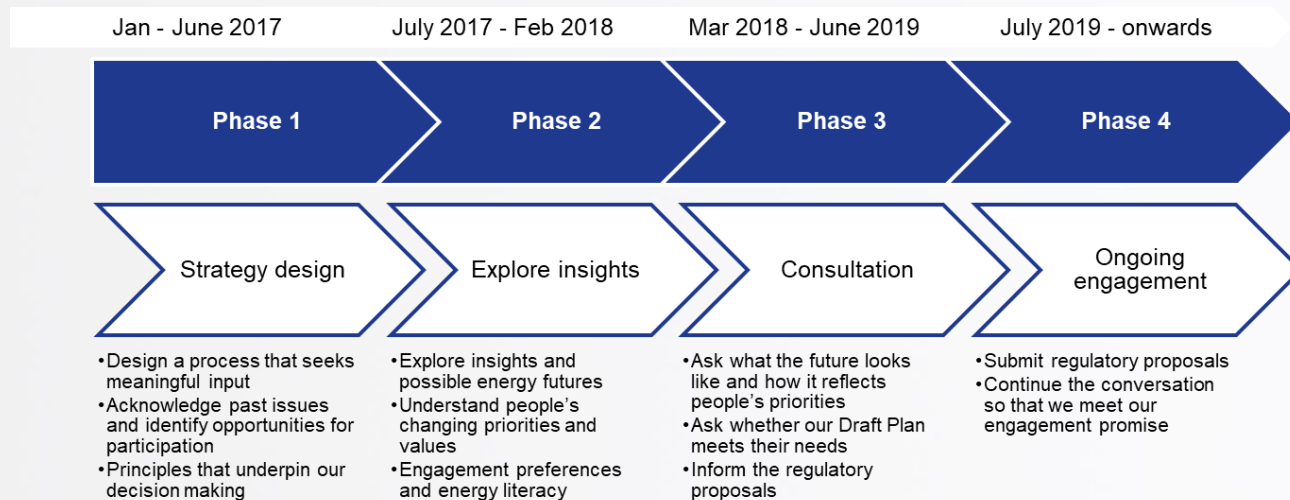 Jan - June 2017
July 2017 - Feb 2018
Mar 2018 - June 2019
July 2019 - onwards
Phase 1
Phase 2
Phase 3
Phase 4
Strategy design
Explore insights
Consultation
Ongoing
engagement
•Design a process that seeks
meaningful input
•Acknowledge past issues
and identify opportunities for
participation
•Principles that underpin our
decision making
•Explore insights and
possible energy futures
•Understand people's
changing priorities and
values
•Engagement preferences
and energy literacy
•Ask what the future looks
like and how it reflects
people's priorities
•Ask whether our Draft Plan
meets their needs
•Inform the regulatory
proposals
•Submit regulatory proposals
•Continue the conversation
so that we meet our
engagement promise